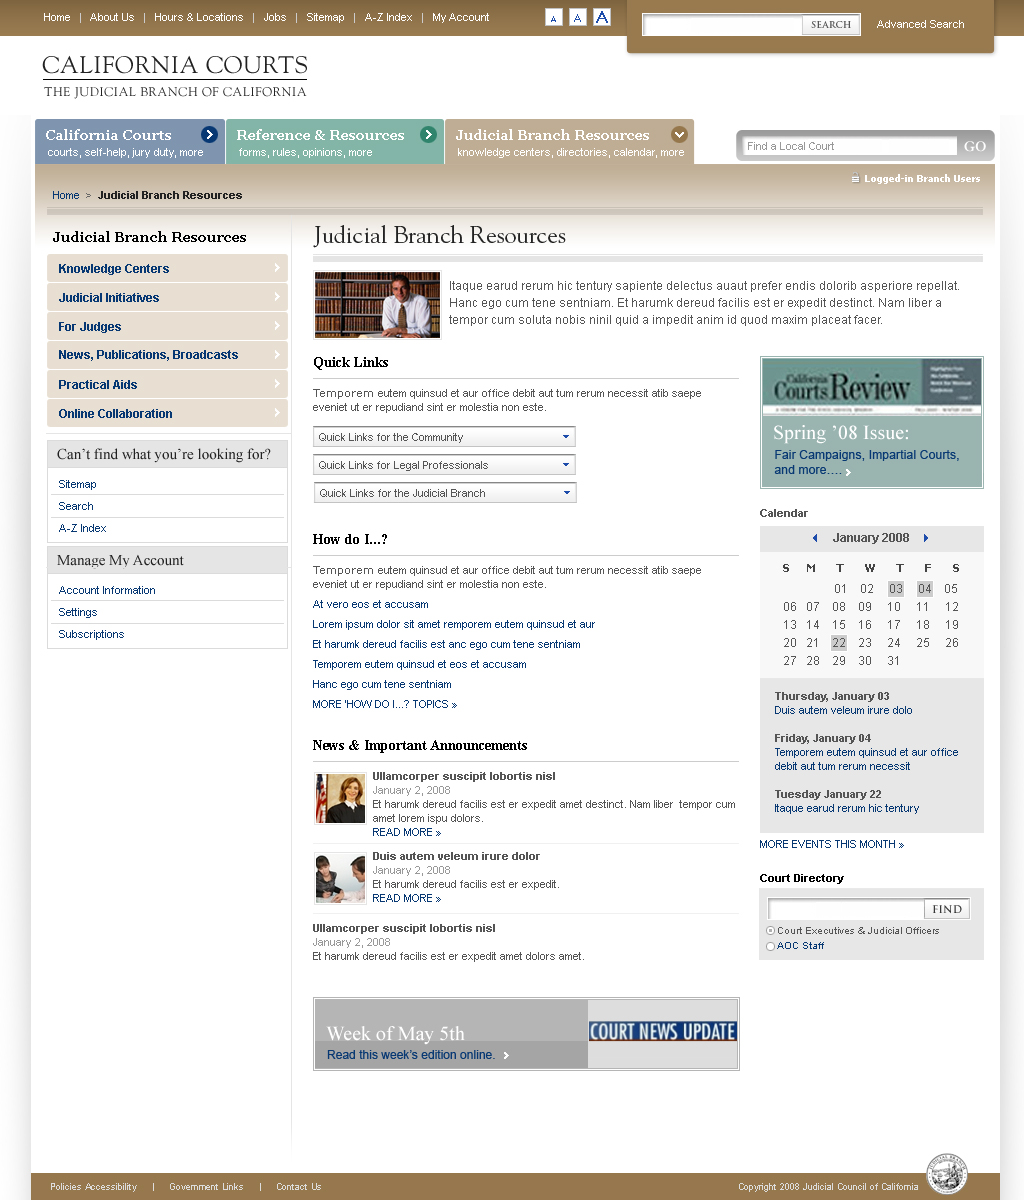 Home | About Us | Hours & Locations | Jobs | Sitemap | A-Z Index | My Account
A A A
SEARCH
Advanced Search
CALIFORNIA COURTS
THE JUDICIAL BRANCH OF CALIFORNIA
California Courts
courts, self-help, jury duty, more
Reference & Resources
forms, rules, opinions, more
Judicial Branch Resources
knowledge centers, directories, calendar, more
Find a Local Court
GO
Logged-in Branch Users
Home > Judicial Branch Resources
Judicial Branch Resources
Knowledge Centers
Judicial Initiatives
For Judges
News, Publications, Broadcasts
Practical Aids
Online Collaboration
Can't find what you're looking for?
Sitemap
Search
A-Z Index
Manage My Account
Account Information
Settings
Subscriptions
Judicial Branch Resources
Itaque earud rerum hic tentury sapiente delectus auaut prefer endis dolorib asperiore repellat.
Hanc ego cum tene sentniam. Et harumk dereud facilis est er expedit destinct. Nam liber a
tempor cum soluta nobis ninil quid a impedit anim id quod maxim placeat facer.
Quick Links
Temporem eutem quinsud et aur office debit aut tum rerum necessit atib saepe
eveniet ut er repudiand sint er molestia non este.
Quick Links for the Community
Quick Links for Legal Professionals
Quick Links for the Judicial Branch
How do I...?
Temporem eutem quinsud et aur office debit aut tum rerum necessit atib saepe
eveniet ut er repudiand sint er molestia non este.
At vero eos et accusam
Lorem ipsum dolor sit amet remporem eutem quinsud et aur
Et harumk dereud facilis est anc ego cum tene sentniam
Temporem eutem quinsud et eos et accusam
Hanc ego cum tene sentniam
MORE 'HOW DO I...? TOPICS »
News & Important Announcements
Ullamcorper suscipit lobortis nisl
January 2, 2008
Et harumk dereud facilis est er expedit amet destinct. Nam liber tempor cum
amet lorem ispu dolors.
READ MORE »
Duis autem veleum irure dolor
January 2, 2008
Et harumk dereud facilis est er expedit.
READ MORE »
Ullamcorper suscipit lobortis nisl
January 2, 2008
Et harumk dereud facilis est er expedit amet dolors amet.
Week of May 5th
Read this week's edition online.
COURT NEWS UPDATE
California
Courts Review
Spring '08 Issue:
Fair Campaigns, Impartial Courts,
and more....
Calendar
January 2008
S M T W T F S
01 02 03 04 05
06 07 08 09 10 11 12
13 14 15 16 17 18 19
20 21 22 23 24 25 26
27 28 29 30 31
Thursday, January 03
Duis autem veleum irure dolo
Friday, January 04
Temporem eutem quinsud et aur office
debit aut tum rerum necessit
Tuesday January 22
Itaque earud rerum hic tentury
MORE EVENTS THIS MONTH »
Court Directory
FIND
Court Executives & Judicial Officers
AOC Staff
Policies Accessibility | Government Links | Contact Us
Copyright 2008 Judicial Council of California